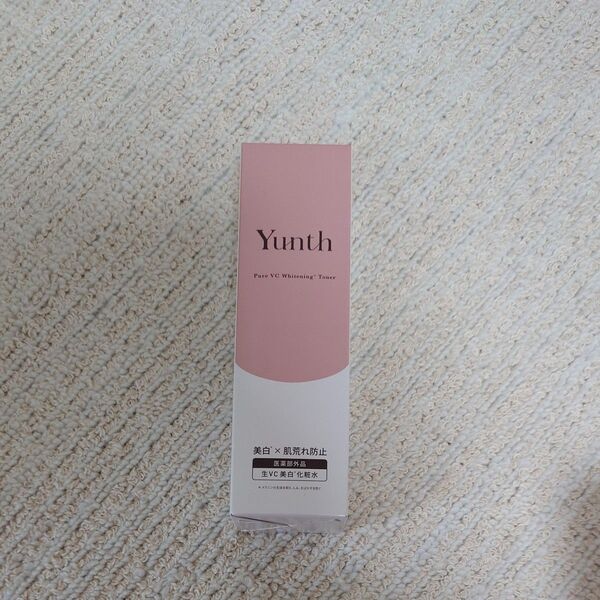 Yunth
Pure VC Whitening* Toner
美白*×肌荒れ防止
医薬部外品
生VC美白*化粧水